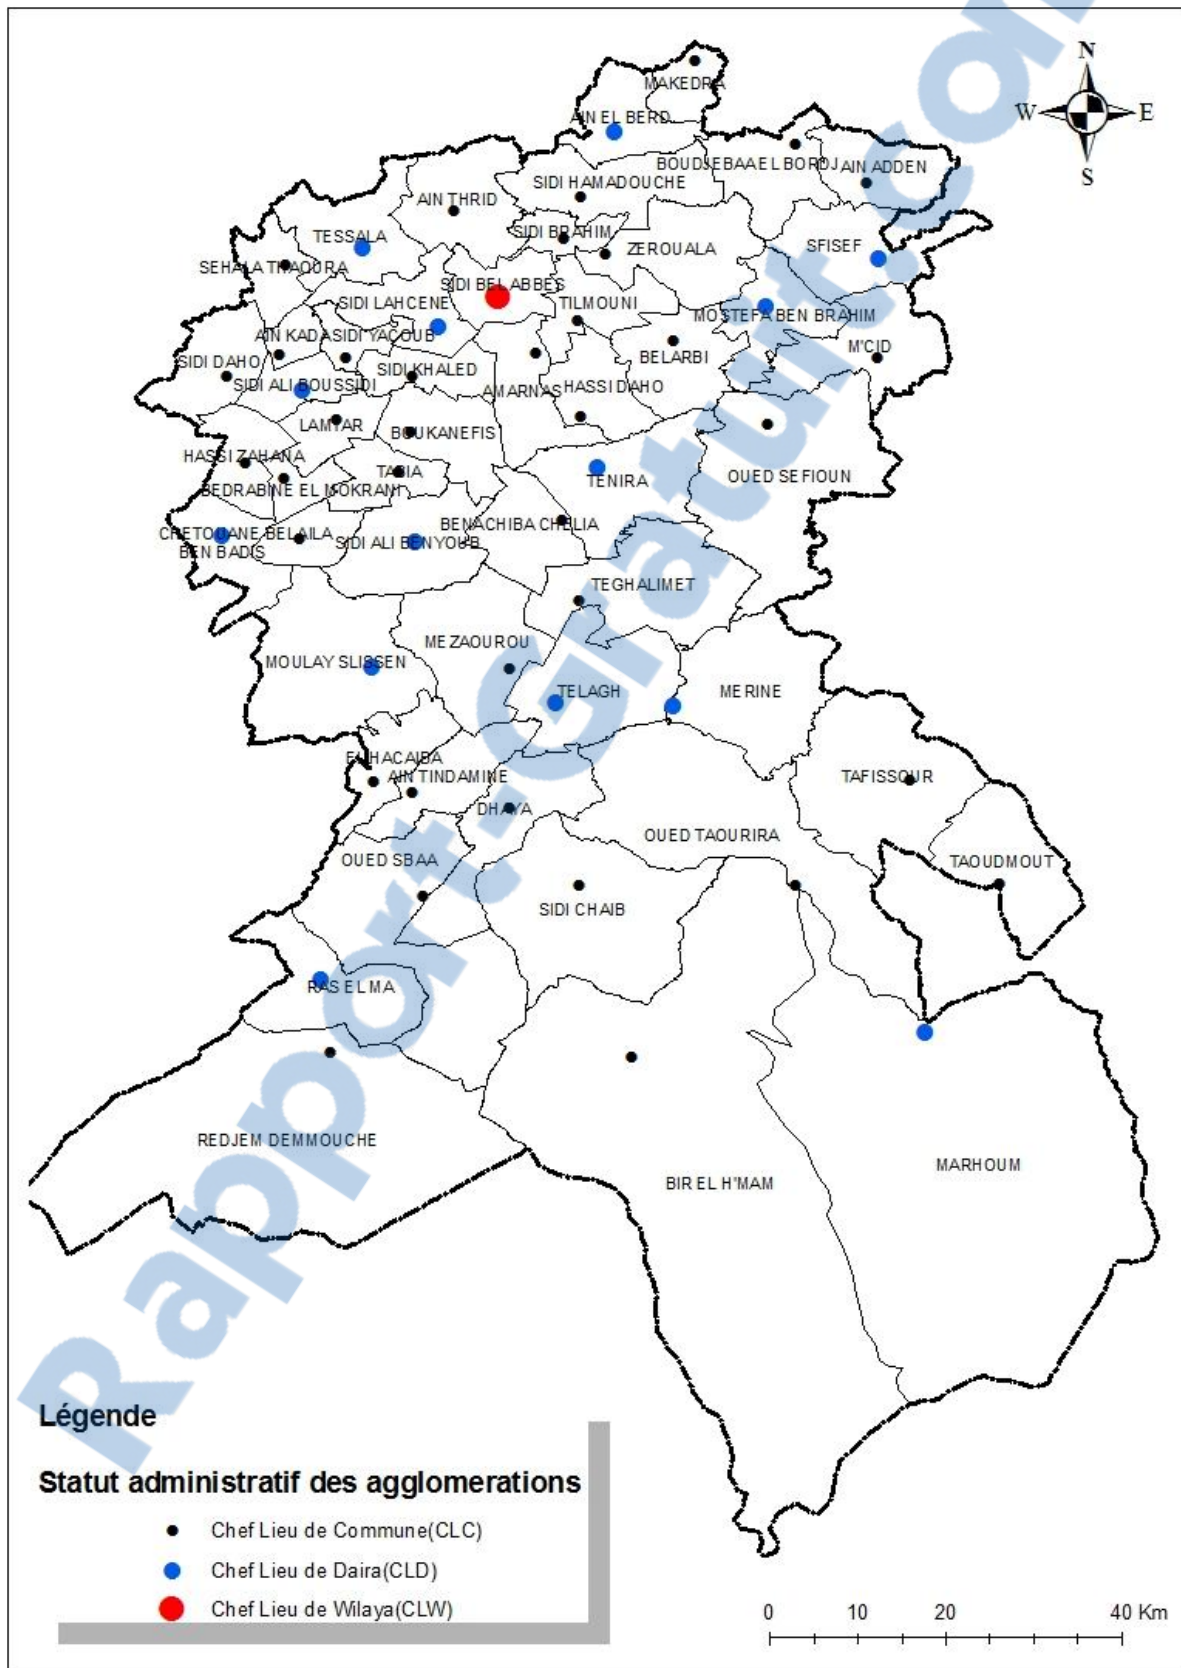 N
W E
S
MAKEDRA
AIN EL BERD
BOUDJEBAA EL BORDJ
AIN ADDEN
SIDI HAMADOUCHE
AIN THRID
SIDI BRAHIM
TESSALA
ZEROUALA
SFISEF
SEHALA THAOURA
SIDI BEL ABBES
SIDI LAHCENE
TILMOUNI
MOSTEFA BEN BRAHIM
AIN KADA
SIDI YACOUB
SIDI DAHO
BELARBI
M'CID
SIDI KHALED
SIDI ALI BOUSSIDI
AMARNAS
HASSI DAHO
LAMTAR
BOUKANEFIS
HASSI ZAHANA
TABIA
BEDRABINE EL MOKRANI
TENIRA
OUED SEFIOUN
CHETOUANE BELAILA
BEN BADIS
SIDI ALI BENYOUB
BENACHIBA CHELIA
TEGHALIMET
MEZAOUROU
MOULAY SLISSEN
TELAGH
MERINE
EL HACAIBA
AIN TINDAMINE
DHAYA
TAFISSOUR
OUED TAOURIRA
OUED SBAA
TAOUDMOUT
SIDI CHAIB
RAS EL MA
REDJEM DEMMOUCHE
BIR EL H'MAM
MARHOUM
Rapport-Gratuit.com
Légende
Statut administratif des agglomerations
Chef Lieu de Commune(CLC)
Chef Lieu de Daira(CLD)
Chef Lieu de Wilaya(CLW)
0 10 20 40 Km